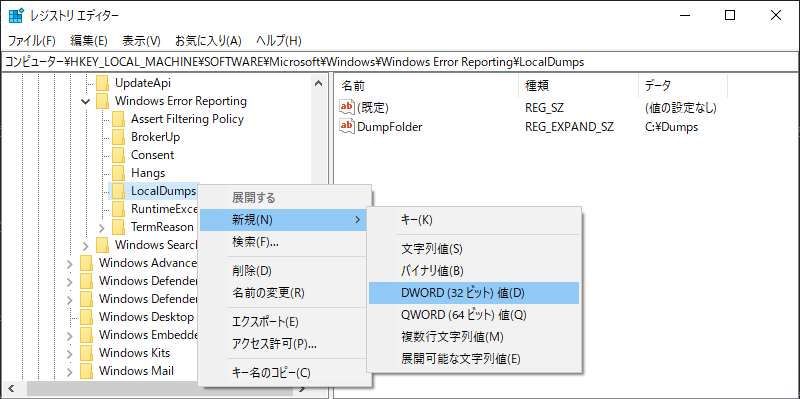 レジストリ エディター
ファイル(F) 編集(E) 表示(V) お気に入り(A) ヘルプ(H)
コンピューター¥HKEY_LOCAL_MACHINE¥SOFTWARE¥Microsoft¥Windows¥Windows Error Reporting¥LocalDumps
UpdateApi
Windows Error Reporting
Assert Filtering Policy
BrokerUp
Consent
Hangs
LocalDumps
RuntimeExce
TermReason
Windows Search
Windows Advance
Windows Defender
Windows Defender
Windows Desktop
Windows Embedde
Windows Kits
Windows Mail
名前 種類 データ
(既定) REG_SZ (値の設定なし)
DumpFolder REG_EXPAND_SZ C:¥Dumps
展開する
新規(N)
検索(F)...
削除(D)
名前の変更(R)
エクスポート(E)
アクセス許可(P)...
キー名のコピー(C)
キー(K)
文字列値(S)
バイナリ値(B)
DWORD (32 ビット) 値(D)
QWORD (64 ビット) 値(Q)
複数行文字列値(M)
展開可能な文字列値(E)